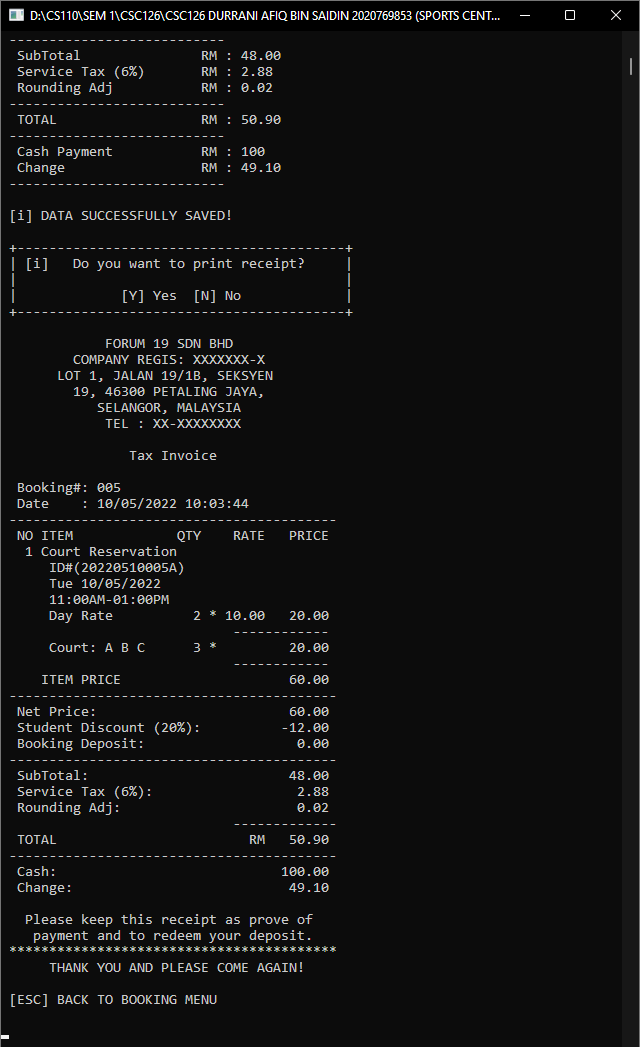 D:\CS110\SEM 1\CSC126\CSC126 DURRANI AFIQ BIN SAIDIN 2020769853 (SPORTS CENT...
---------------------------
SubTotal RM : 48.00
Service Tax (6%) RM : 2.88
Rounding Adj RM : 0.02
---------------------------
TOTAL RM : 50.90
---------------------------
Cash Payment RM : 100
Change RM : 49.10
---------------------------
[i] DATA SUCCESSFULLY SAVED!
+-----------------------------------------+
| [i] Do you want to print receipt? |
| |
| [Y] Yes [N] No |
+-----------------------------------------+
FORUM 19 SDN BHD
COMPANY REGIS: XXXXXXX-X
LOT 1, JALAN 19/1B, SEKSYEN
19, 46300 PETALING JAYA,
SELANGOR, MALAYSIA
TEL : XX-XXXXXXXX
Tax Invoice
Booking#: 005
Date : 10/05/2022 10:03:44
-----------------------------------------
NO ITEM QTY RATE PRICE
1 Court Reservation
ID#(20220510005A)
Tue 10/05/2022
11:00AM-01:00PM
Day Rate 2 * 10.00 20.00
------------
Court: A B C 3 * 20.00
------------
ITEM PRICE 60.00
-----------------------------------------
Net Price: 60.00
Student Discount (20%): -12.00
Booking Deposit: 0.00
-----------------------------------------
SubTotal: 48.00
Service Tax (6%): 2.88
Rounding Adj: 0.02
-------------
TOTAL RM 50.90
-----------------------------------------
Cash: 100.00
Change: 49.10
Please keep this receipt as prove of
payment and to redeem your deposit.
*****************************************
THANK YOU AND PLEASE COME AGAIN!
[ESC] BACK TO BOOKING MENU